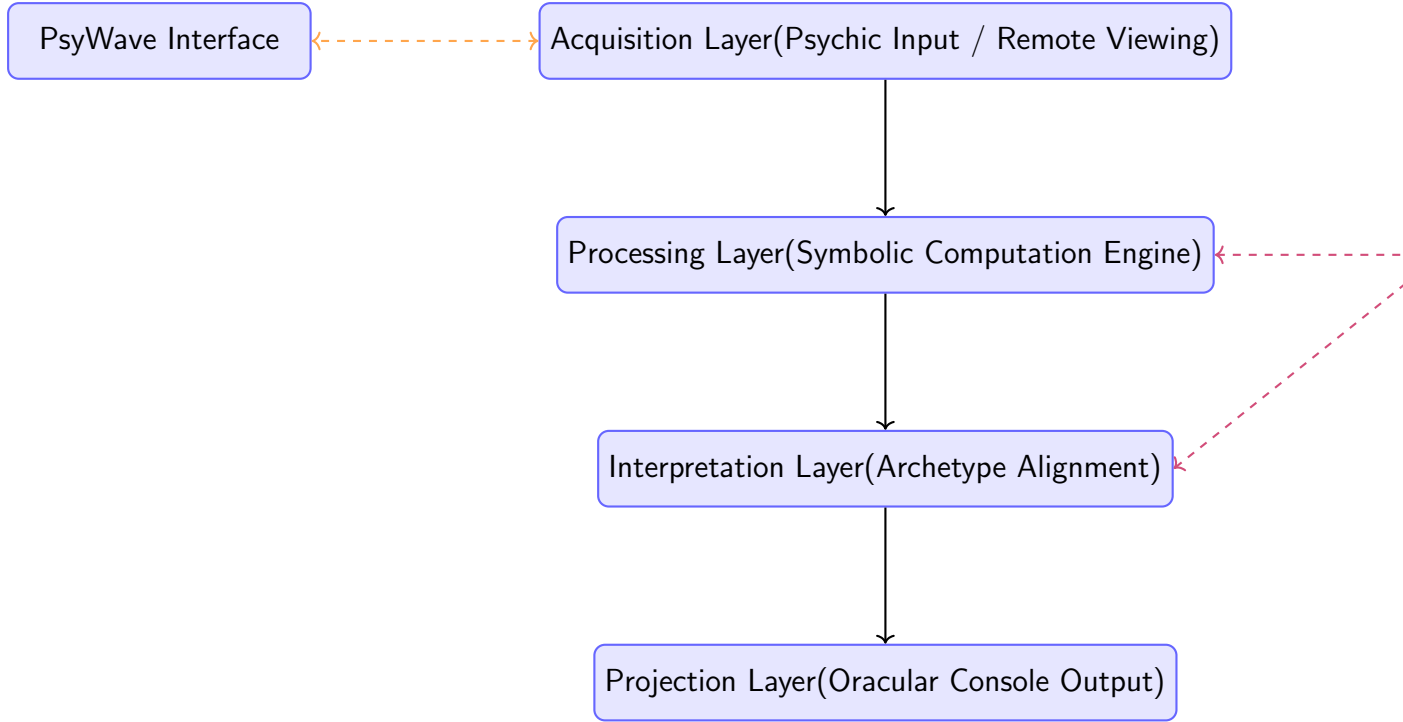 PsyWave Interface
Acquisition Layer(Psychic Input / Remote Viewing)
Processing Layer(Symbolic Computation Engine)
Interpretation Layer(Archetype Alignment)
Projection Layer(Oracular Console Output)